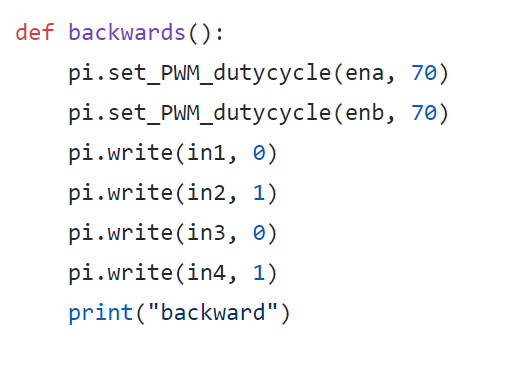 def backwards():
    pi.set_PWM_dutycycle(ena, 70)
    pi.set_PWM_dutycycle(enb, 70)
    pi.write(in1, 0)
    pi.write(in2, 1)
    pi.write(in3, 0)
    pi.write(in4, 1)
    print("backward")